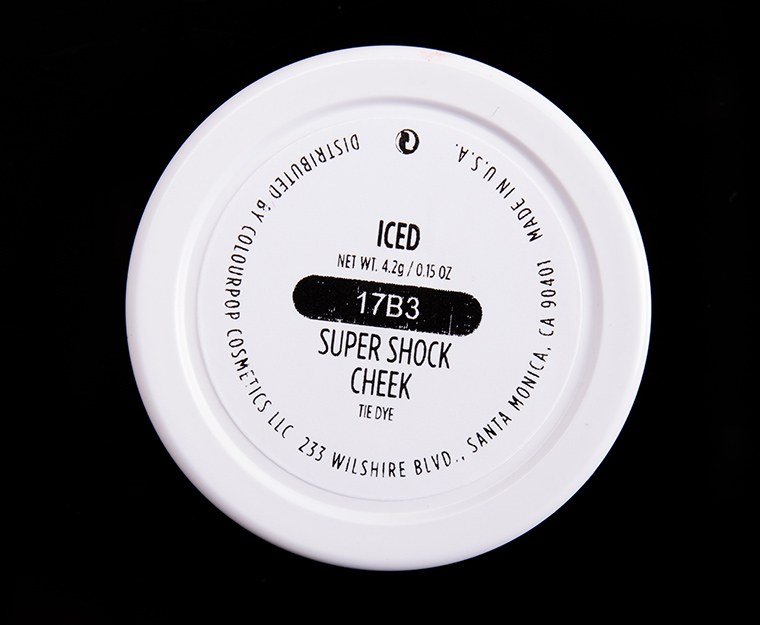 ICED
NET WT. 4.2g / 0.15 OZ
17B3
SUPER SHOCK
CHEEK
TIE DYE
DISTRIBUTED BY COLOURPOP COSMETICS LLC 233 WILSHIRE BLVD., SANTA MONICA, CA 90401 MADE IN U.S.A.